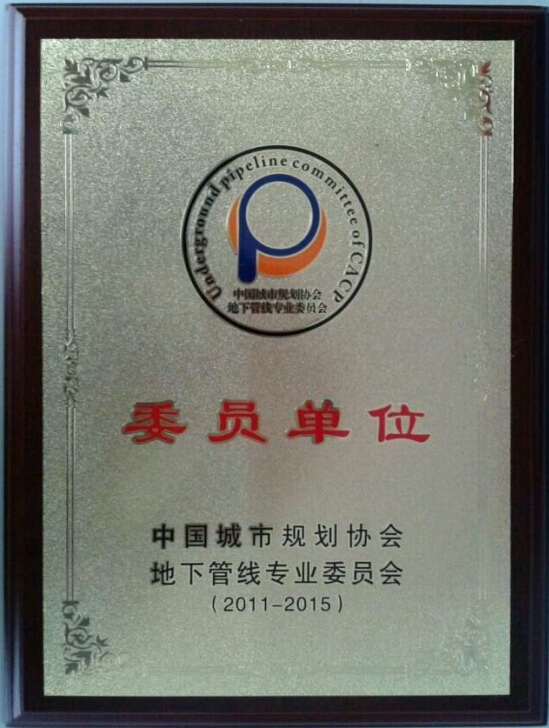 Underground pipeline committee of CACP
中国城市规划协会
地下管线专业委员会
委员单位
中国城市规划协会
地下管线专业委员会
(2011-2015)